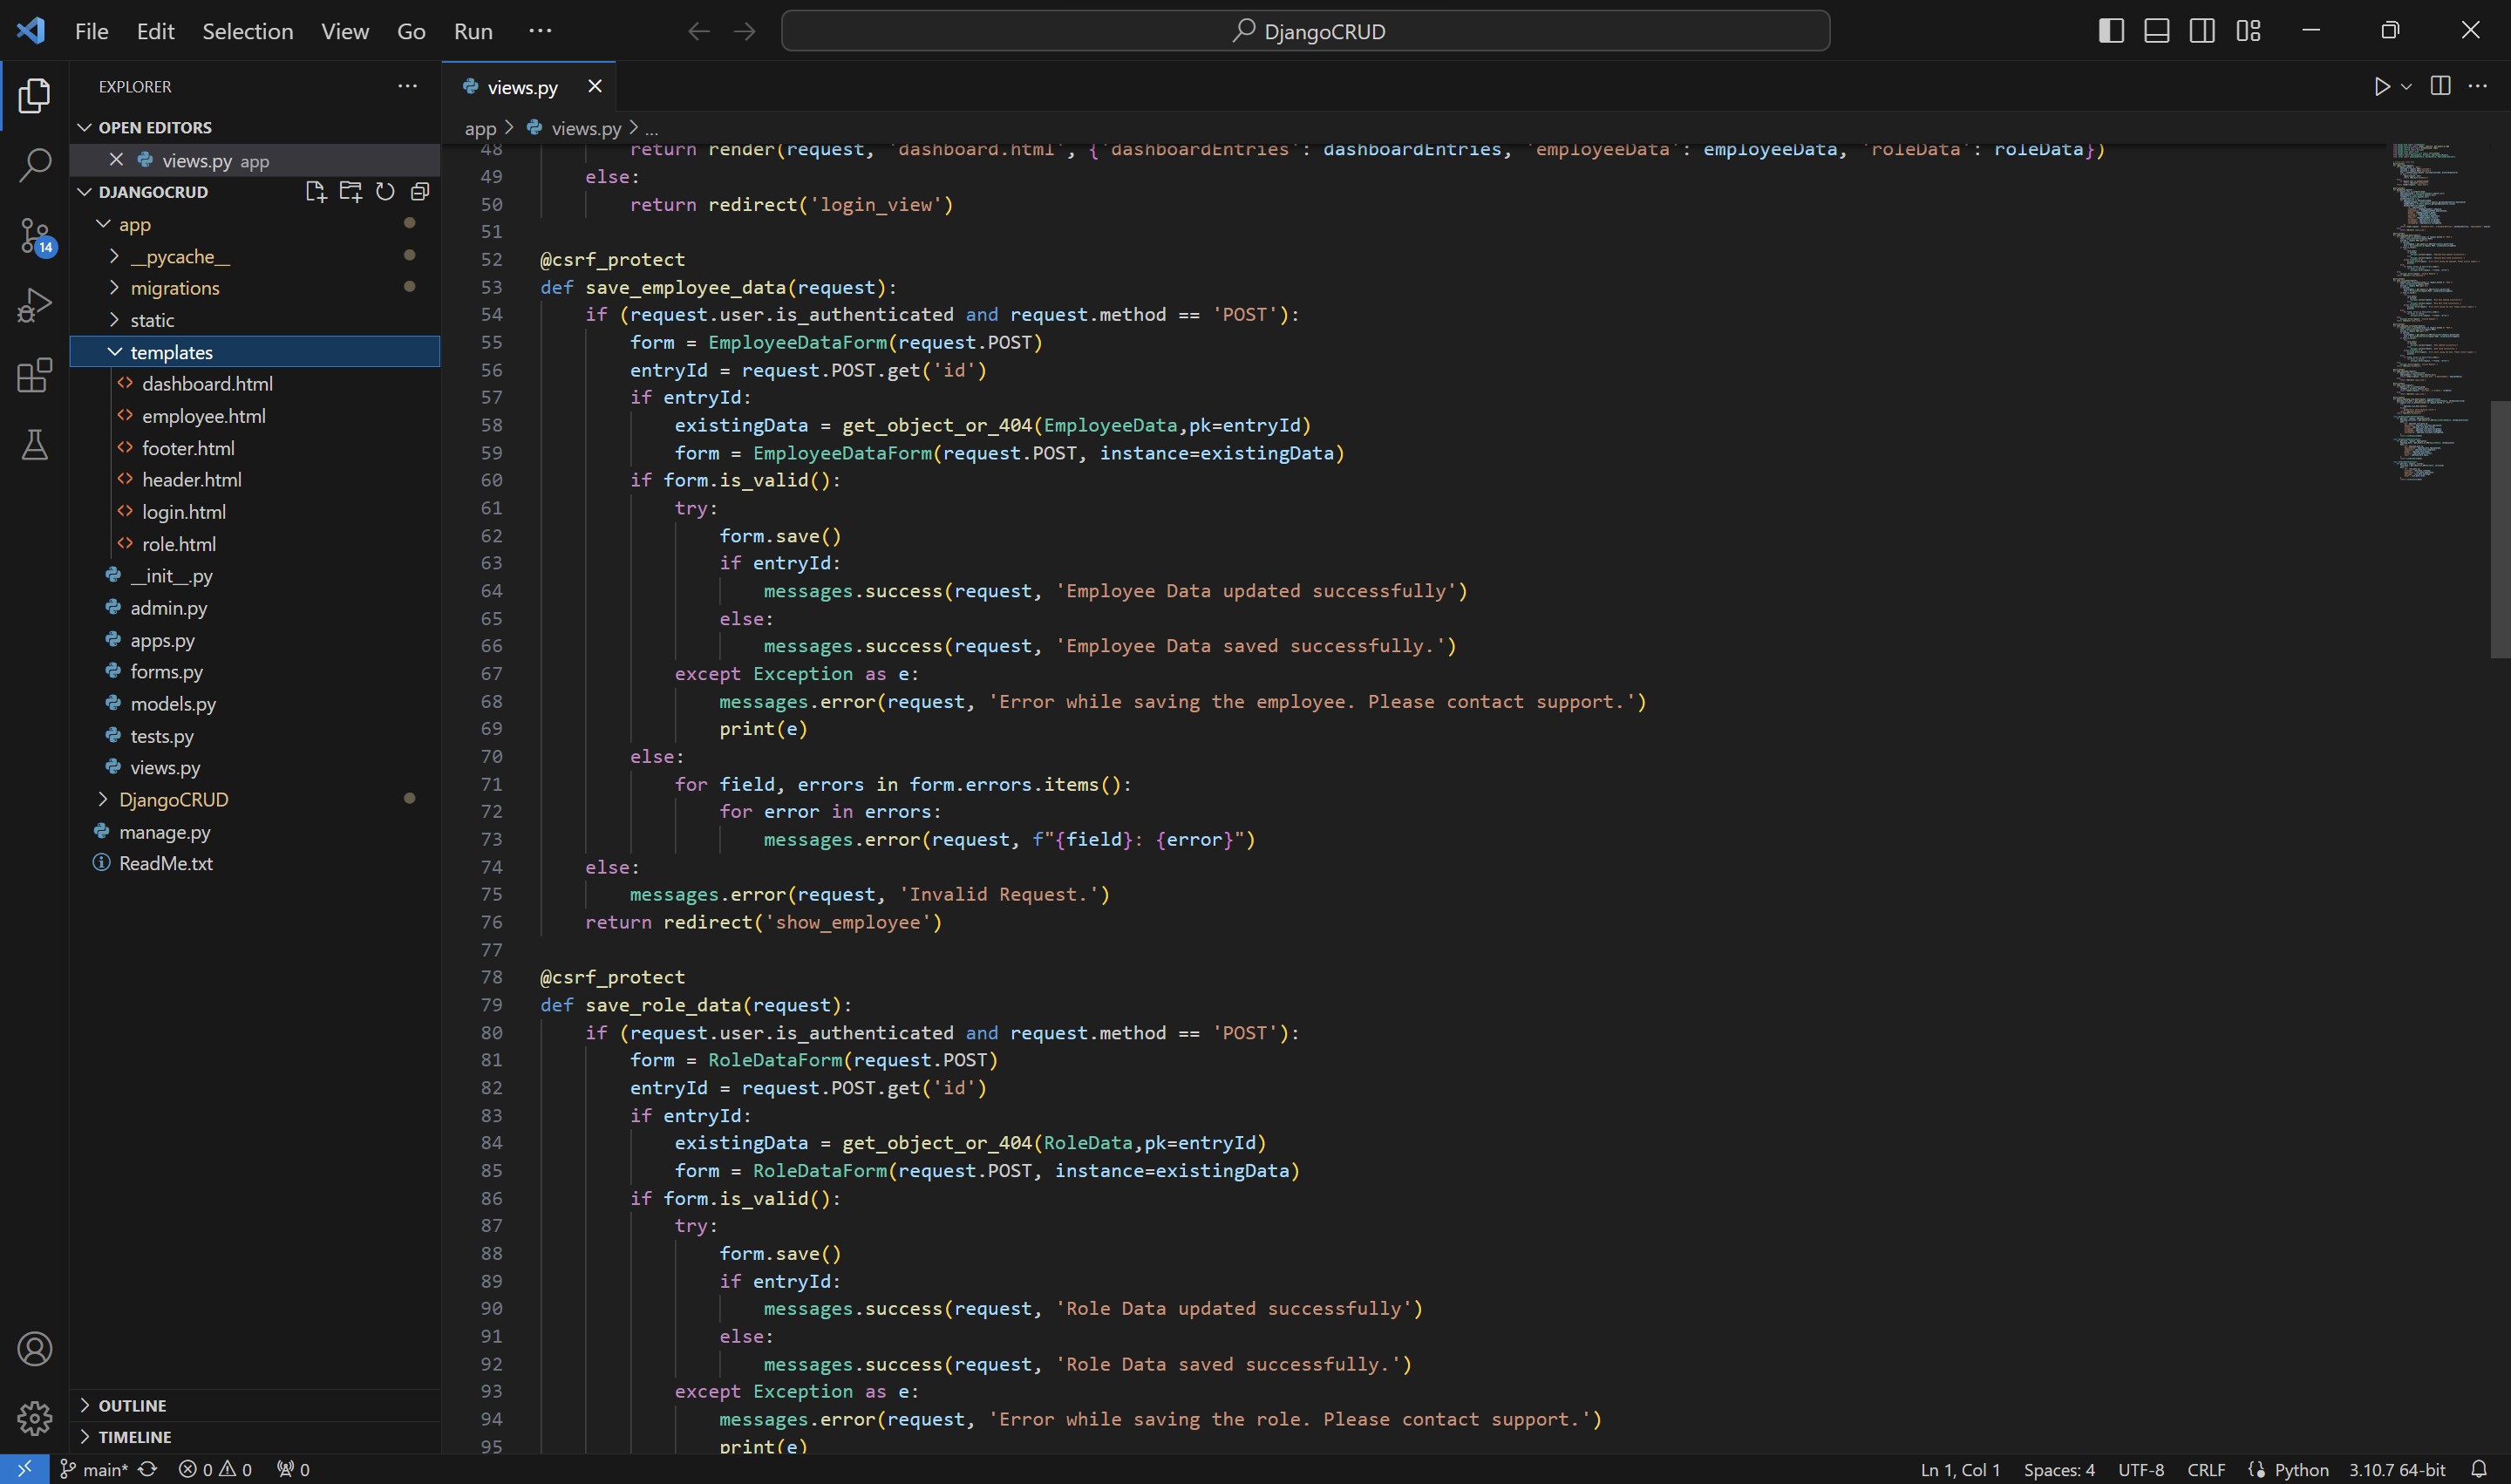 File Edit Selection View Go Run ··· DjangoCRUD
EXPLORER ···
OPEN EDITORS
views.py app
DJANGOCRUD
app
__pycache__
migrations
static
templates
dashboard.html
employee.html
footer.html
header.html
login.html
role.html
__init__.py
admin.py
apps.py
forms.py
models.py
tests.py
views.py
DjangoCRUD
manage.py
ReadMe.txt
OUTLINE
TIMELINE
14
views.py
app > views.py > ...
48 return render(request, 'dashboard.html', {'dashboardEntries': dashboardEntries, 'employeeData': employeeData, 'roleData': roleData})
49 else:
50 return redirect('login_view')
51
52 @csrf_protect
53 def save_employee_data(request):
54 if (request.user.is_authenticated and request.method == 'POST'):
55 form = EmployeeDataForm(request.POST)
56 entryId = request.POST.get('id')
57 if entryId:
58 existingData = get_object_or_404(EmployeeData,pk=entryId)
59 form = EmployeeDataForm(request.POST, instance=existingData)
60 if form.is_valid():
61 try:
62 form.save()
63 if entryId:
64 messages.success(request, 'Employee Data updated successfully')
65 else:
66 messages.success(request, 'Employee Data saved successfully.')
67 except Exception as e:
68 messages.error(request, 'Error while saving the employee. Please contact support.')
69 print(e)
70 else:
71 for field, errors in form.errors.items():
72 for error in errors:
73 messages.error(request, f"{field}: {error}")
74 else:
75 messages.error(request, 'Invalid Request.')
76 return redirect('show_employee')
77
78 @csrf_protect
79 def save_role_data(request):
80 if (request.user.is_authenticated and request.method == 'POST'):
81 form = RoleDataForm(request.POST)
82 entryId = request.POST.get('id')
83 if entryId:
84 existingData = get_object_or_404(RoleData,pk=entryId)
85 form = RoleDataForm(request.POST, instance=existingData)
86 if form.is_valid():
87 try:
88 form.save()
89 if entryId:
90 messages.success(request, 'Role Data updated successfully')
91 else:
92 messages.success(request, 'Role Data saved successfully.')
93 except Exception as e:
94 messages.error(request, 'Error while saving the role. Please contact support.')
95 print(e)
main* 0 0 0 Ln 1, Col 1 Spaces: 4 UTF-8 CRLF Python 3.10.7 64-bit